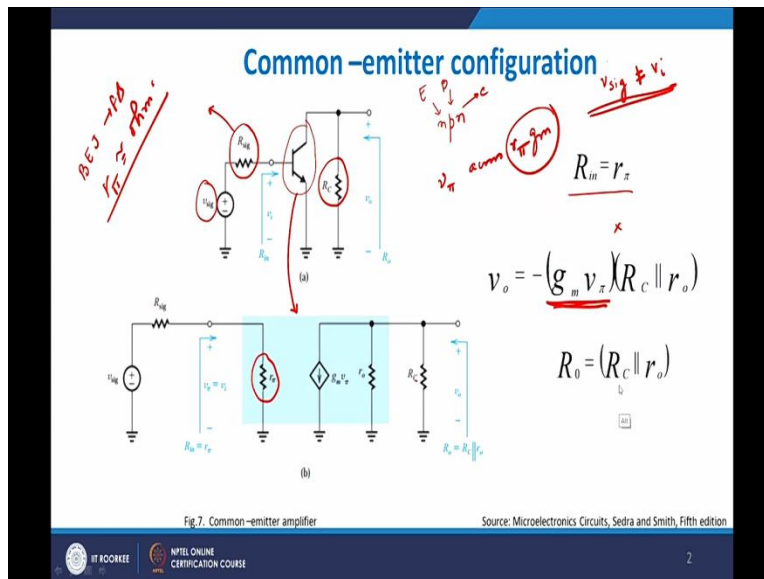 Common –emitter configuration
BEJ → FB
r_π ≈ ohm
E B
n p n → C
v_sig ≠ v_i
v_π across r_π g_m
R_sig
v_sig
+
v_i
−
R_in
R_C
+
v_o
−
R_o
(a)
R_in = r_π
x
v_o = −(g_m v_π)(R_C || r_o)
R_0 = (R_C || r_o)
R_sig
v_sig
+
v_π = v_i
−
R_in = r_π
r_π
g_m v_π
r_o
R_C
+
v_o
−
R_o = R_C || r_o
(b)
Fig.7. Common –emitter amplifier
Source: Microelectronics Circuits, Sedra and Smith, Fifth edition
IIT ROORKEE
NPTEL ONLINE
CERTIFICATION COURSE
2